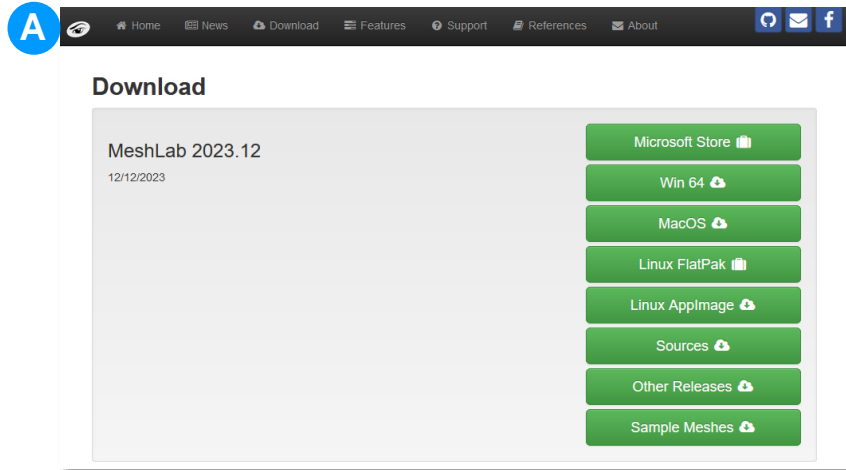 A
Home News Download Features Support References About
Download
MeshLab 2023.12
12/12/2023
Microsoft Store
Win 64
MacOS
Linux FlatPak
Linux AppImage
Sources
Other Releases
Sample Meshes